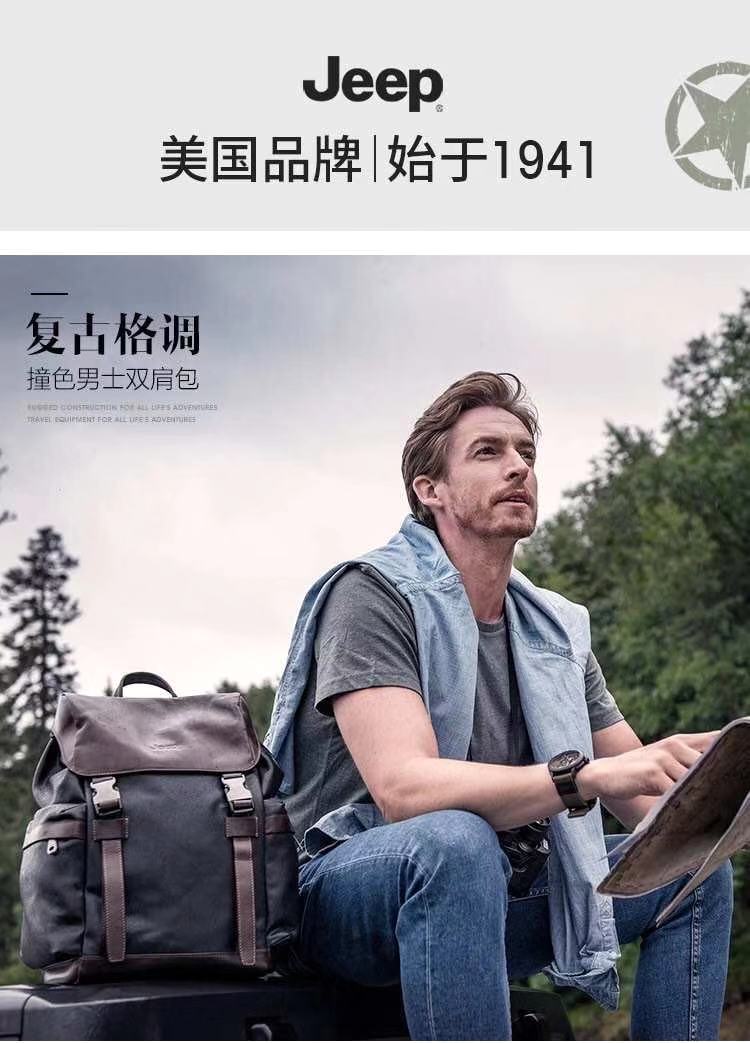 Jeep®
美国品牌|始于1941
复古格调
撞色男士双肩包
RUGGED CONSTRUCTION FOR ALL LIFE'S ADVENTURES
TRAVEL EQUIPMENT FOR ALL LIFE'S ADVENTURES
Jeep